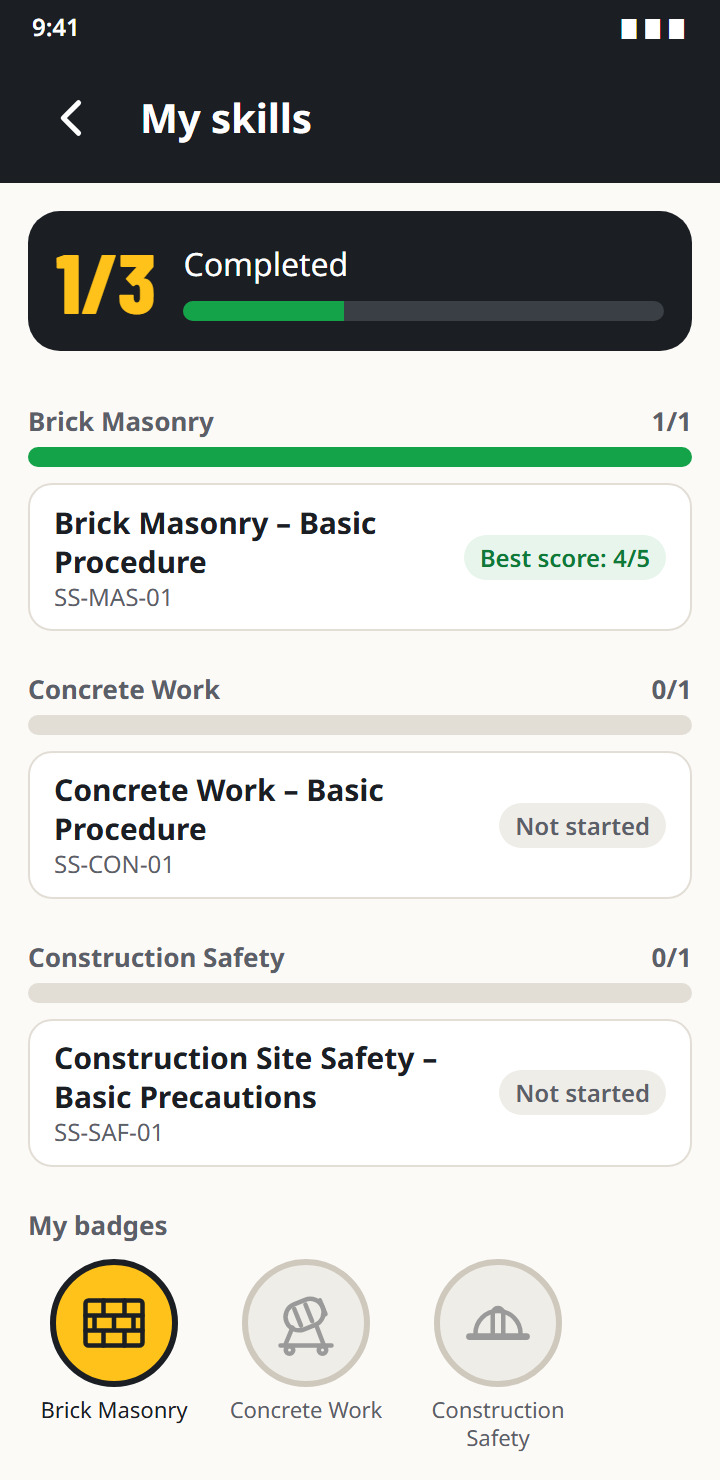 9:41
My skills
1/3
Completed
Brick Masonry
1/1
Brick Masonry – Basic
Procedure
SS-MAS-01
Best score: 4/5
Concrete Work
0/1
Concrete Work – Basic
Procedure
SS-CON-01
Not started
Construction Safety
0/1
Construction Site Safety –
Basic Precautions
SS-SAF-01
Not started
My badges
Brick Masonry
Concrete Work
Construction
Safety